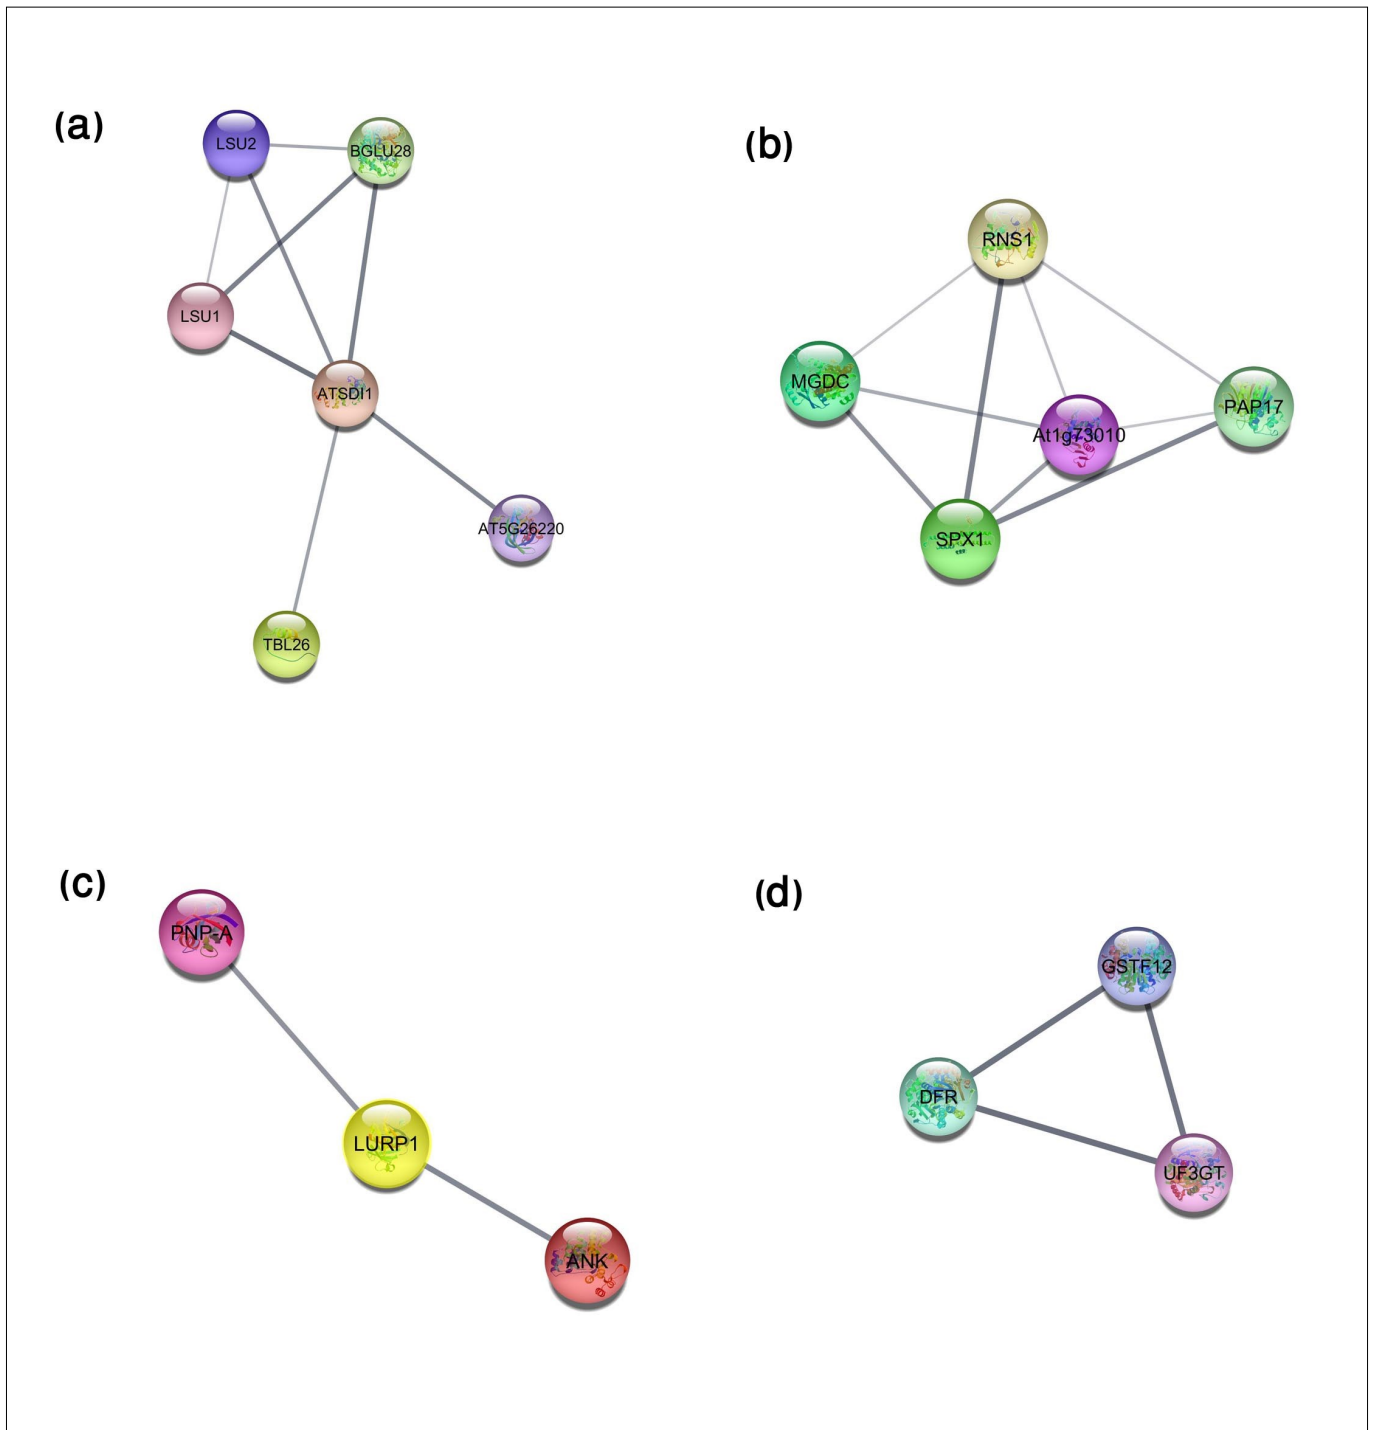 (a)
LSU2
BGLU28
LSU1
ATSDI1
AT5G26220
TBL26
(b)
RNS1
MGDC
PAP17
At1g73010
SPX1
(c)
PNP-A
LURP1
ANK
(d)
GSTF12
DFR
UF3GT